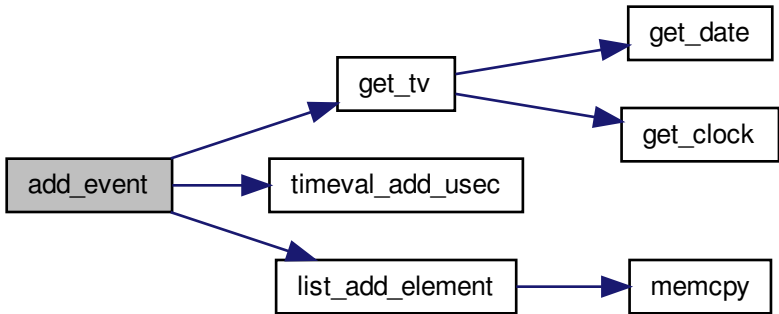 get_date
get_tv
get_clock
add_event
timeval_add_usec
list_add_element
memcpy